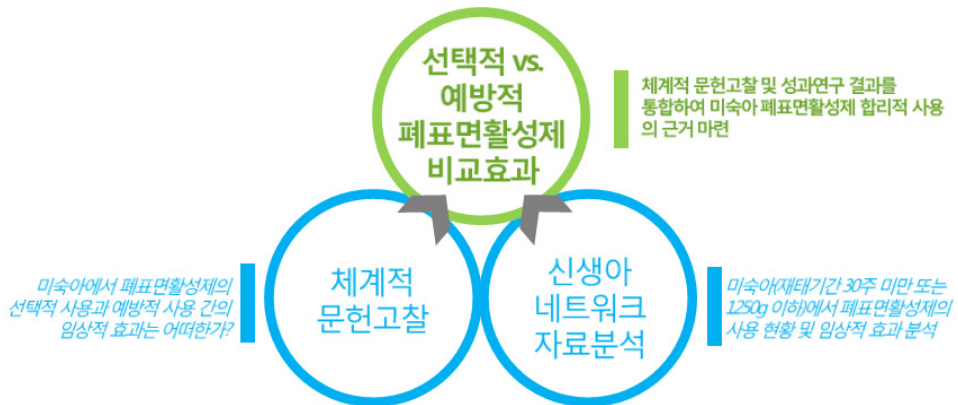 선택적 vs.
예방적
폐표면활성제
비교효과
체계적 문헌고찰 및 성과연구 결과를
통합하여 미숙아 폐표면활성제 합리적 사용
의 근거 마련
미숙아에서 폐표면활성제의
선택적 사용과 예방적 사용 간의
임상적 효과는 어떠한가?
체계적
문헌고찰
신생아
네트워크
자료분석
미숙아(재태기간 30주 미만 또는
1250g 이하)에서 폐표면활성제의
사용 현황 및 임상적 효과 분석